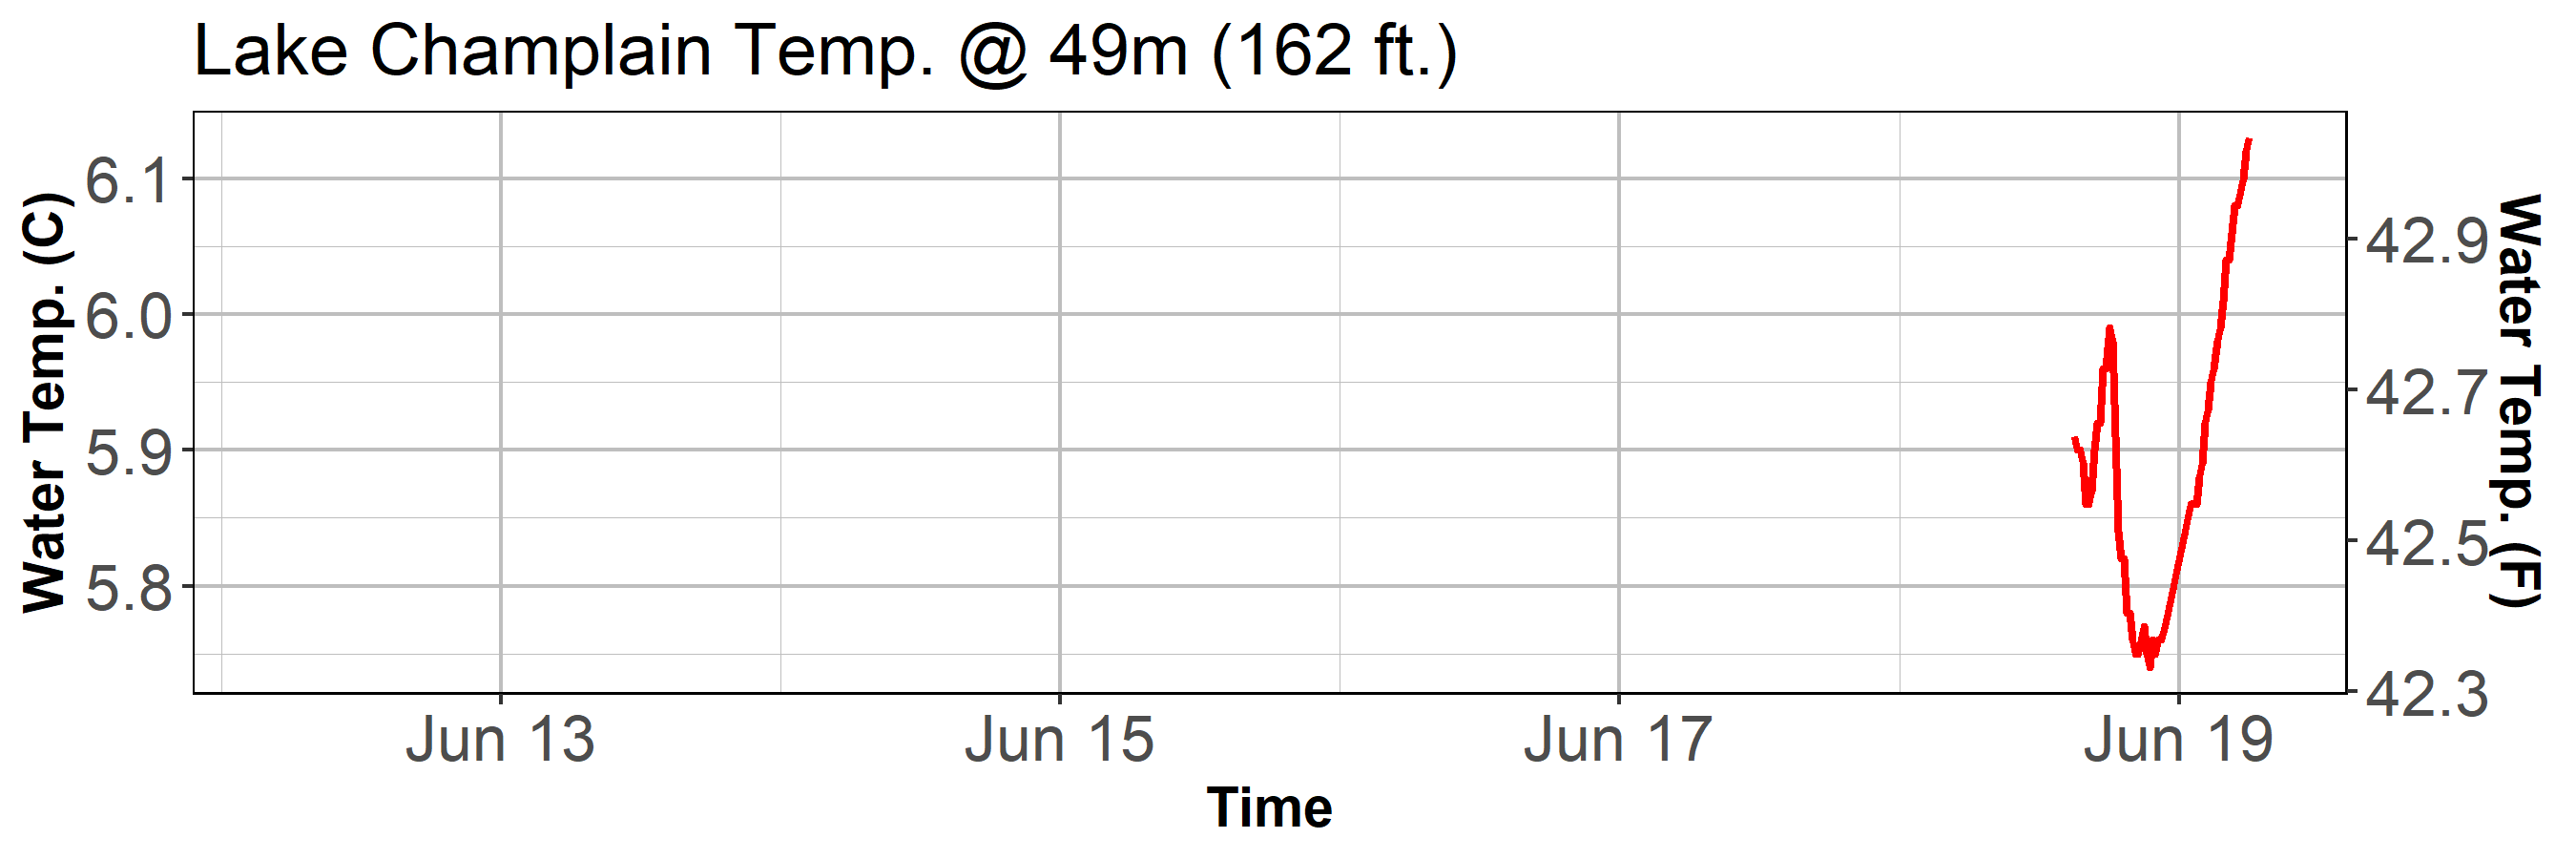 Lake Champlain Temp. @ 49m (162 ft.)
Water Temp. (C)
6.1
6.0
5.9
5.8
42.9
42.7
42.5
42.3
Water Temp. (F)
Jun 13 Jun 15 Jun 17 Jun 19
Time